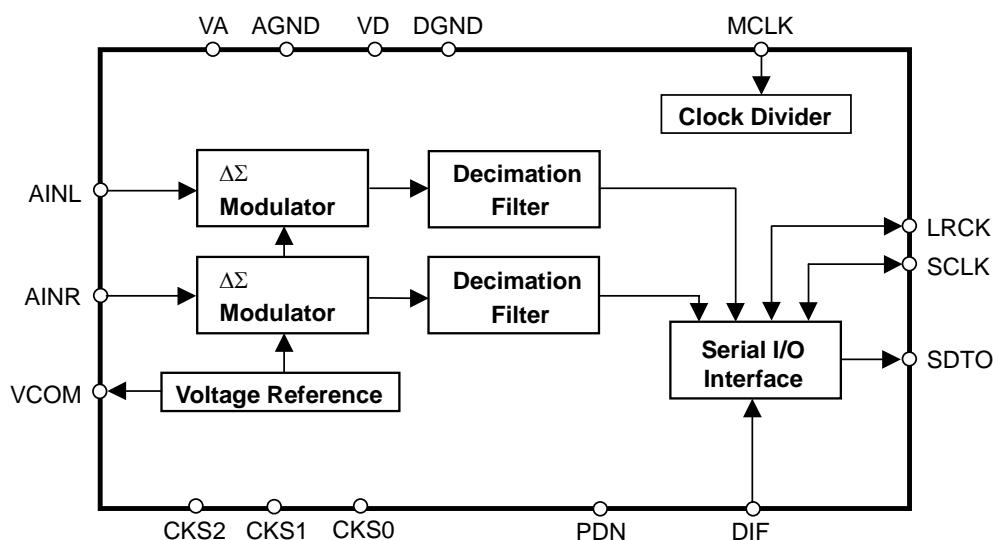 VA AGND VD DGND MCLK
Clock Divider
ΔΣ
Modulator
Decimation
Filter
AINL
LRCK
SCLK
AINR
ΔΣ
Modulator
Decimation
Filter
Serial I/O
Interface
SDTO
VCOM
Voltage Reference
CKS2 CKS1 CKS0 PDN DIF